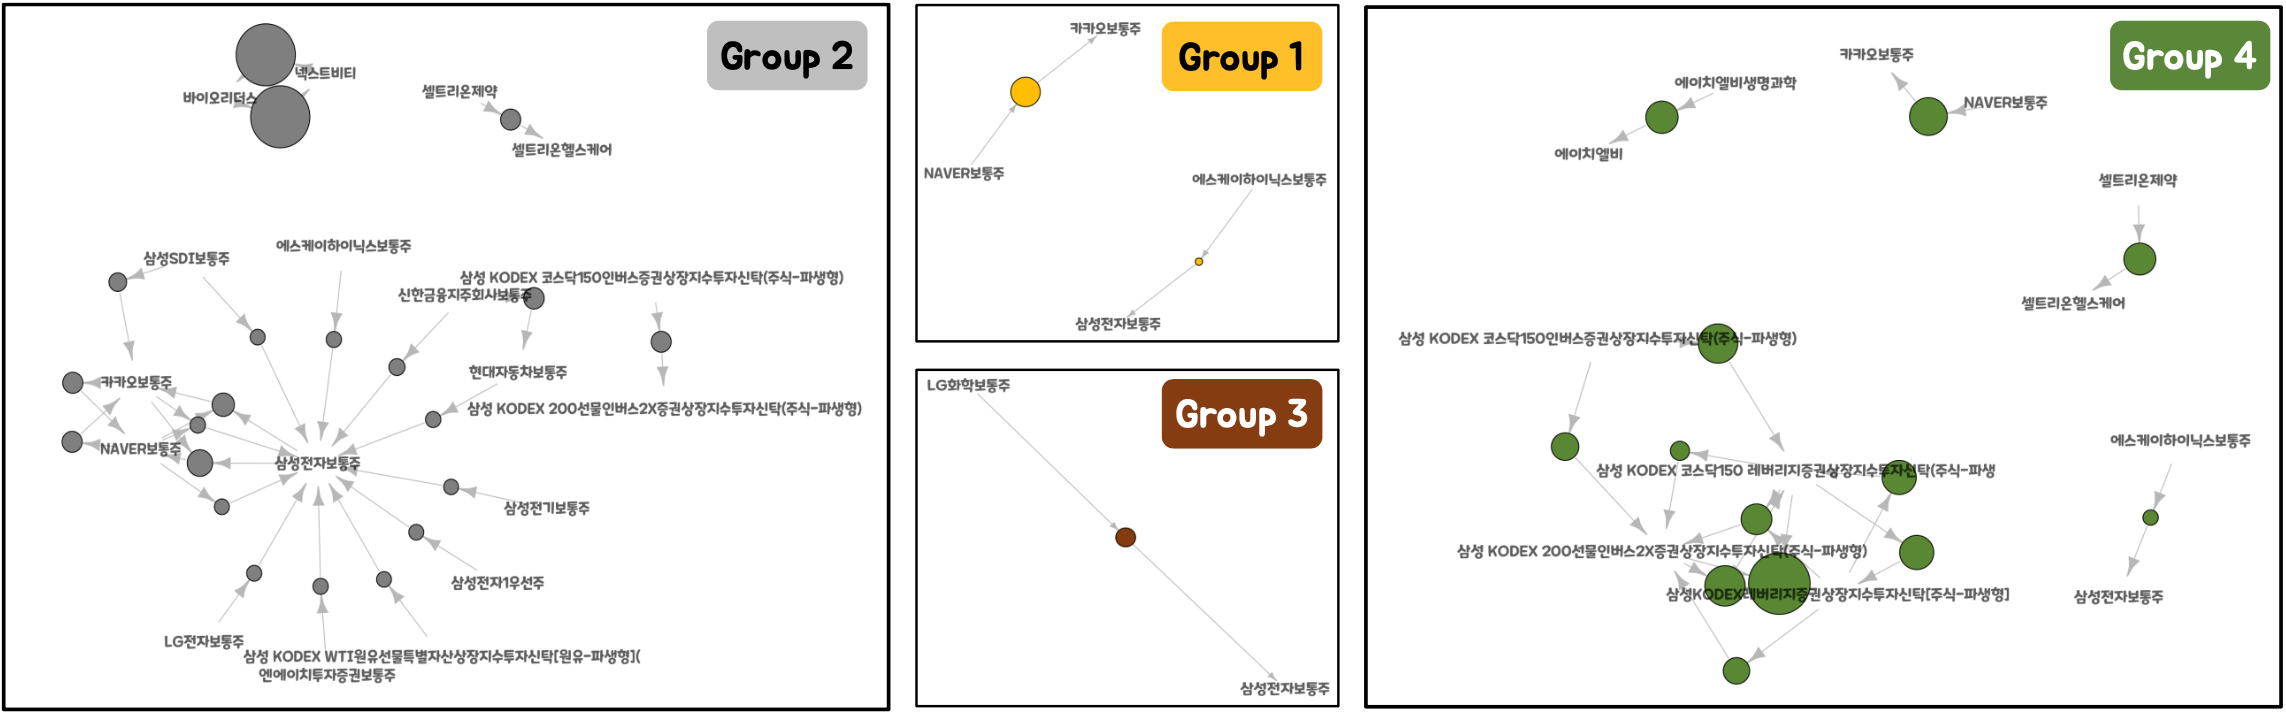 Group 2
넥스트비티
바이오리더스
셀트리온제약
셀트리온헬스케어
삼성SDI보통주
에스케이하이닉스보통주
삼성 KODEX 코스닥150인버스증권상장지수투자신탁(주식-파생형)
신한금융지주회사보통주
현대자동차보통주
카카오보통주
삼성 KODEX 200선물인버스2X증권상장지수투자신탁(주식-파생형)
NAVER보통주
삼성전자보통주
삼성전기보통주
삼성전자1우선주
LG전자보통주
삼성 KODEX WTI원유선물특별자산상장지수투자신탁[원유-파생형](
엔에이치투자증권보통주
Group 1
카카오보통주
NAVER보통주
에스케이하이닉스보통주
삼성전자보통주
Group 3
LG화학보통주
삼성전자보통주
Group 4
카카오보통주
에이치엘비생명과학
NAVER보통주
에이치엘비
셀트리온제약
셀트리온헬스케어
삼성 KODEX 코스닥150인버스증권상장지수투자신탁(주식-파생형)
에스케이하이닉스보통주
삼성 KODEX 코스닥150 레버리지증권상장지수투자신탁(주식-파생
삼성 KODEX 200선물인버스2X증권상장지수투자신탁(주식-파생형)
삼성KODEX레버리지증권상장지수투자신탁[주식-파생형]
삼성전자보통주